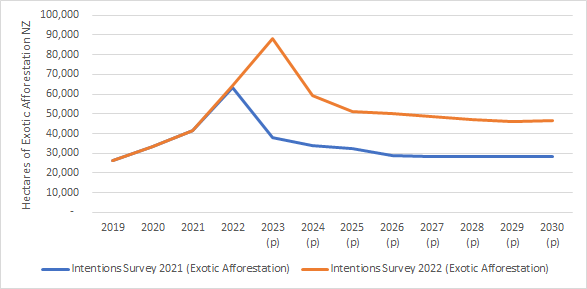 100,000
90,000
80,000
70,000
60,000
50,000
40,000
30,000
20,000
10,000
-
Hectares of Exotic Afforestation NZ
2019 2020 2021 2022 2023 2024 2025 2026 2027 2028 2029 2030
(p) (p) (p) (p) (p) (p) (p) (p)
Intentions Survey 2021 (Exotic Afforestation) Intentions Survey 2022 (Exotic Afforestation)